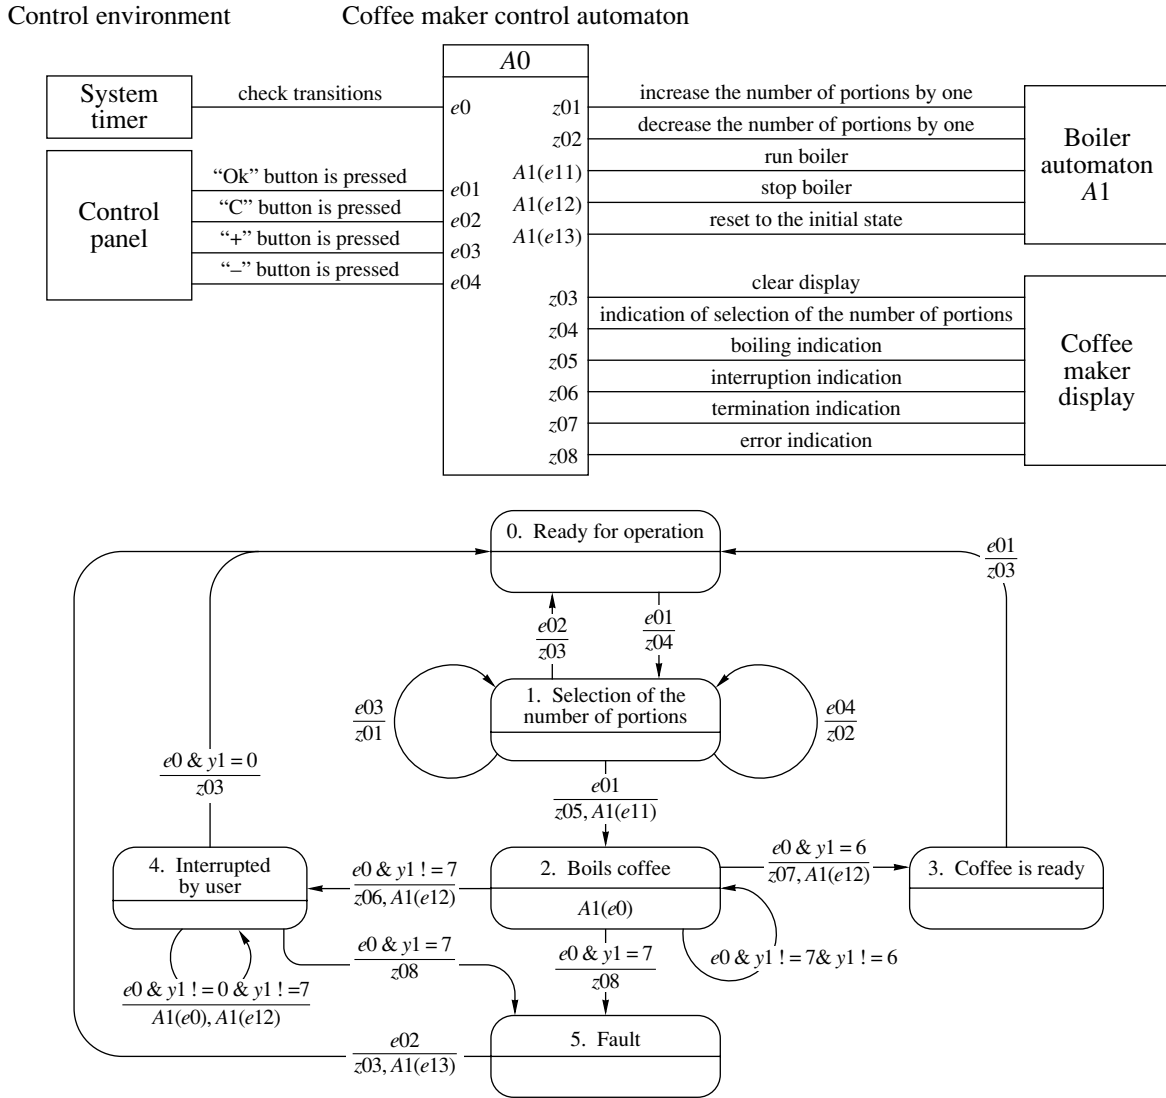 Control environment
Coffee maker control automaton
System
timer
check transitions
Control
panel
“Ok” button is pressed
“C” button is pressed
“+” button is pressed
“–” button is pressed
A0
e0
e01
e02
e03
e04
z01
z02
A1(e11)
A1(e12)
A1(e13)
z03
z04
z05
z06
z07
z08
increase the number of portions by one
decrease the number of portions by one
run boiler
stop boiler
reset to the initial state
clear display
indication of selection of the number of portions
boiling indication
interruption indication
termination indication
error indication
Boiler
automaton
A1
Coffee
maker
display
0. Ready for operation
e01
z03
e02
z03
e01
z04
1. Selection of the
number of portions
e03
z01
e04
z02
e0 & y1 = 0
z03
e01
z05, A1(e11)
4. Interrupted
by user
e0 & y1 ! = 7
z06, A1(e12)
2. Boils coffee
A1(e0)
e0 & y1 = 6
z07, A1(e12)
3. Coffee is ready
e0 & y1 ! = 0 & y1 ! =7
A1(e0), A1(e12)
e0 & y1 = 7
z08
e0 & y1 = 7
z08
e0 & y1 ! = 7& y1 ! = 6
e02
z03, A1(e13)
5. Fault